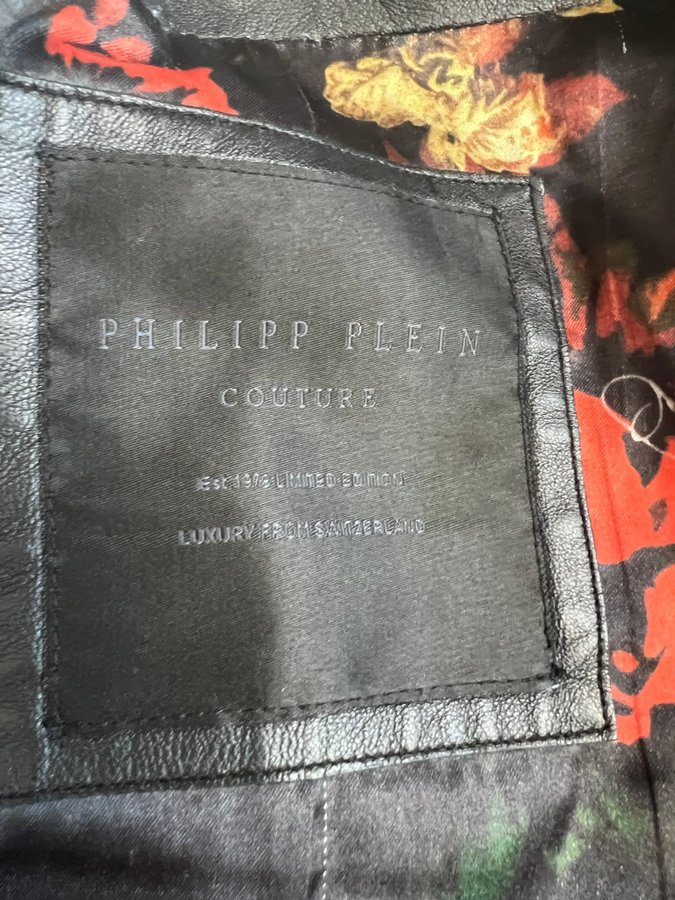 PHILIPP PLEIN
COUTURE
Est. 1978 LIMITED EDITION
LUXURY FROM SWITZERLAND